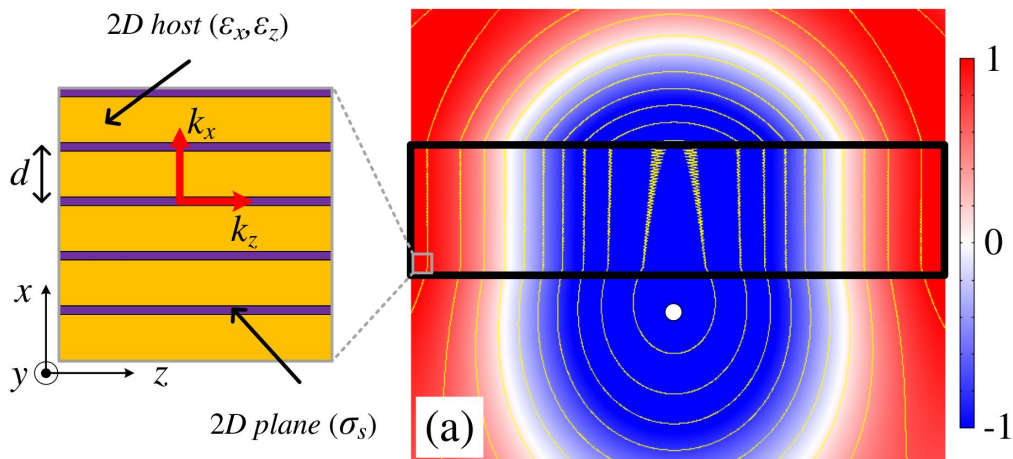 2D host (εx,εz)
kx
d
kz
x
y
z
2D plane (σs)
(a)
1
0
-1